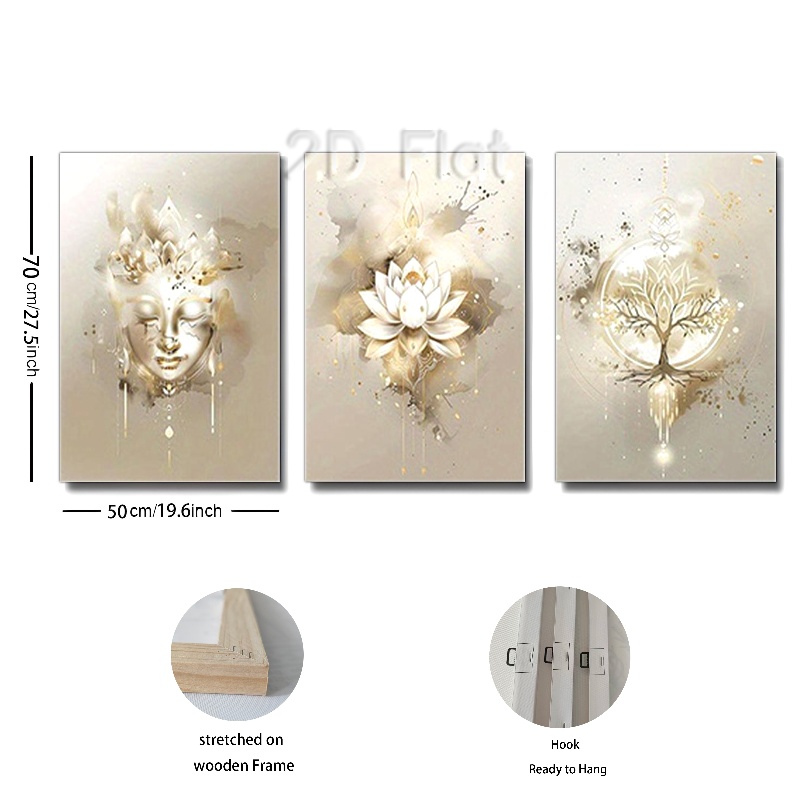 2D Flat
70 cm/27.5inch
50cm/19.6inch
stretched on
wooden Frame
Hook
Ready to Hang